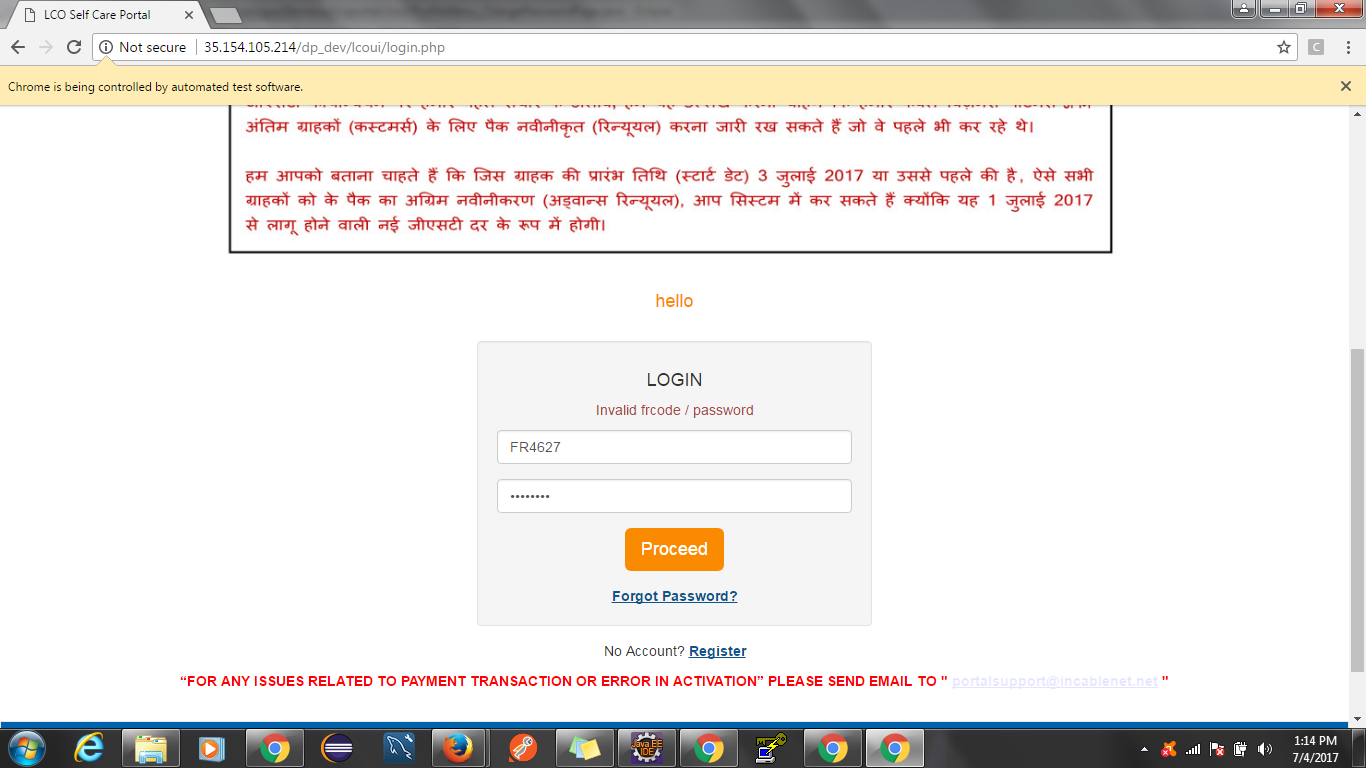 LCO Self Care Portal
Not secure 35.154.105.214/dp_dev/lcoui/login.php
C
Chrome is being controlled by automated test software.
अंतिम ग्राहकों (कस्टमर्स) के लिए पैक नवीनीकृत (रिन्यूयल) करना जारी रख सकते हैं जो वे पहले भी कर रहे थे।
हम आपको बताना चाहते हैं कि जिस ग्राहक की प्रारंभ तिथि (स्टार्ट डेट) 3 जुलाई 2017 या उससे पहले की है, ऐसे सभी
ग्राहकों को के पैक का अग्रिम नवीनीकरण (अड्वान्स रिन्यूयल), आप सिस्टम में कर सकते हैं क्योंकि यह 1 जुलाई 2017
से लागू होने वाली नई जीएसटी दर के रूप में होगी।
hello
LOGIN
Invalid frcode / password
FR4627
••••••••
Proceed
Forgot Password?
No Account? Register
“FOR ANY ISSUES RELATED TO PAYMENT TRANSACTION OR ERROR IN ACTIVATION” PLEASE SEND EMAIL TO " portalsupport@incablenet.net "
Java EE
IDE
1:14 PM
7/4/2017